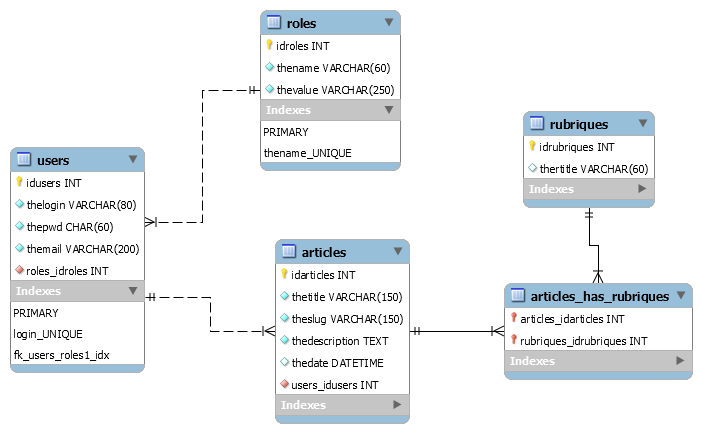 roles
idroles INT
thename VARCHAR(60)
thevalue VARCHAR(250)
Indexes
PRIMARY
thename_UNIQUE
users
idusers INT
thelogin VARCHAR(80)
thepwd CHAR(60)
themail VARCHAR(200)
roles_idroles INT
Indexes
PRIMARY
login_UNIQUE
fk_users_roles1_idx
articles
idarticles INT
thetitle VARCHAR(150)
theslug VARCHAR(150)
thedescription TEXT
thedate DATETIME
users_idusers INT
Indexes
rubriques
idrubriques INT
thertitle VARCHAR(60)
Indexes
articles_has_rubriques
articles_idarticles INT
rubriques_idrubriques INT
Indexes